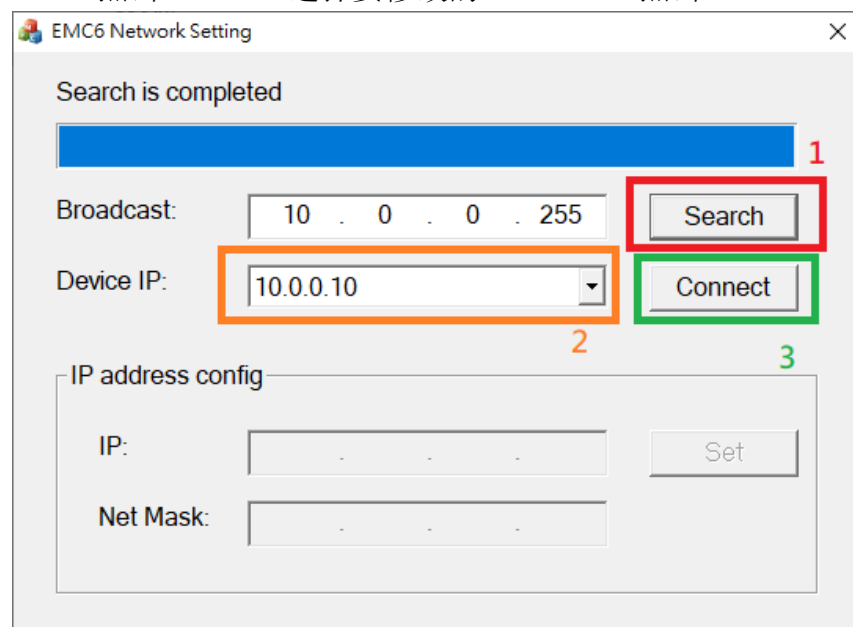 EMC6 Network Setting
Search is completed
1
Broadcast: 10 . 0 . 0 . 255 Search
Device IP: 10.0.0.10 Connect
2
3
IP address config
IP: . . . Set
Net Mask: . . .